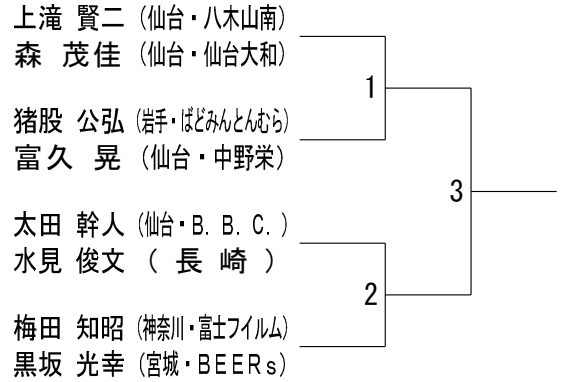 上滝 賢二 (仙台・八木山南)
森 茂佳 (仙台・仙台大和)
1
猪股 公弘 (岩手・ばどみんとんむら)
富久 晃 (仙台・中野栄)
3
太田 幹人 (仙台・B. B. C. )
水見 俊文 ( 長 崎 )
2
梅田 知昭 (神奈川・富士フイルム)
黒坂 光幸 (宮城・BEERs)